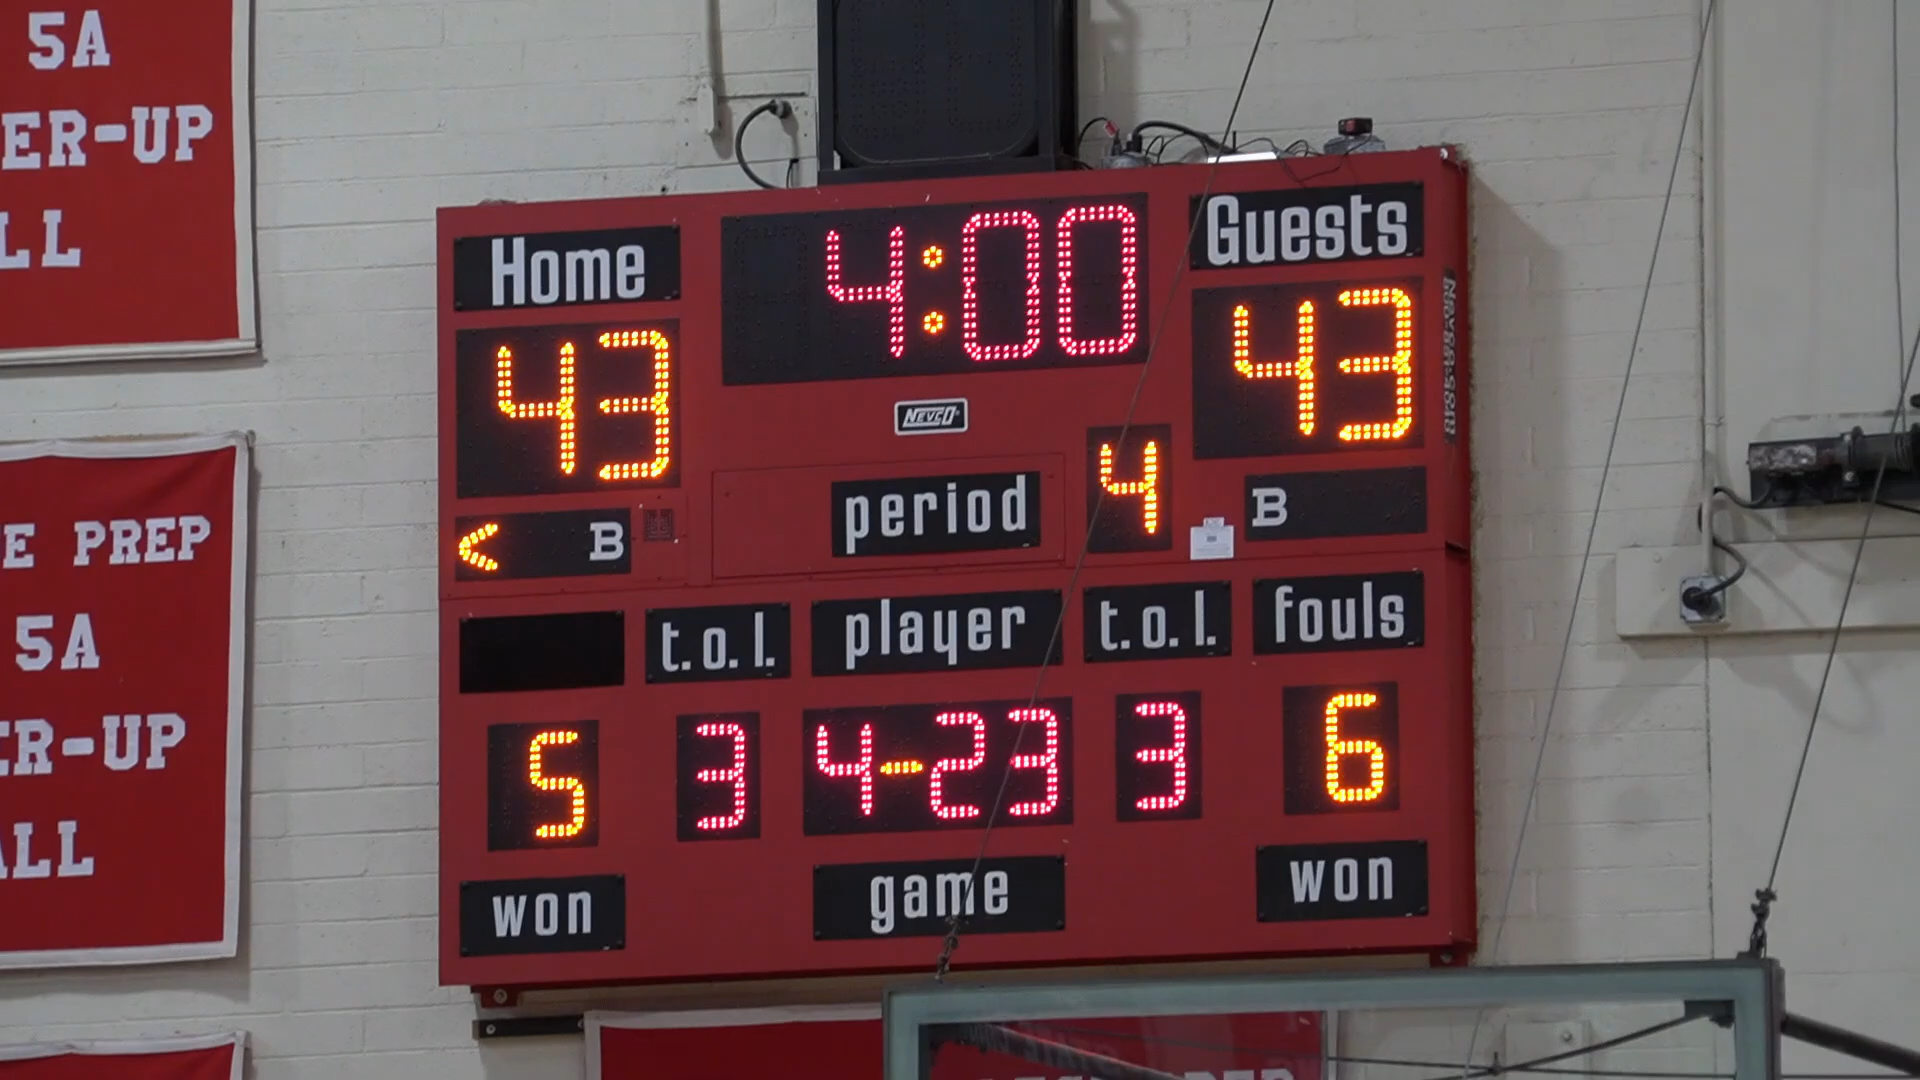 5A
ER-UP
LL
E PREP
5A
ER-UP
ALL
Home
4:00
Guests
43
43
NEVCO
< B
period
4
B
t.o.l.
player
t.o.l.
fouls
5
3
4-23
3
6
won
game
won